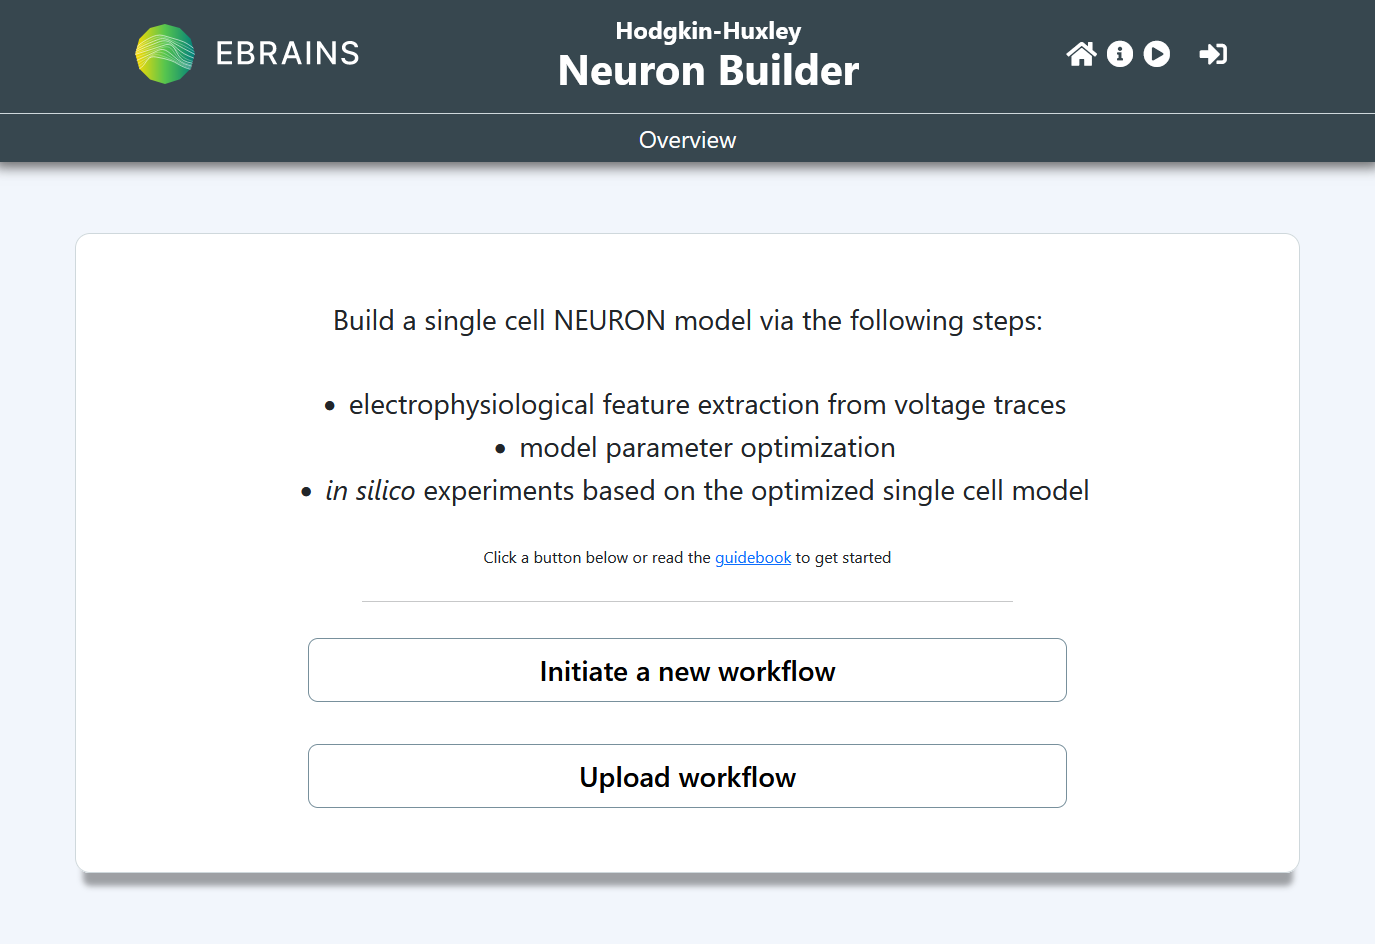 EBRAINS
Hodgkin-Huxley
Neuron Builder
Overview
Build a single cell NEURON model via the following steps:
• electrophysiological feature extraction from voltage traces
• model parameter optimization
• in silico experiments based on the optimized single cell model
Click a button below or read the guidebook to get started
Initiate a new workflow
Upload workflow